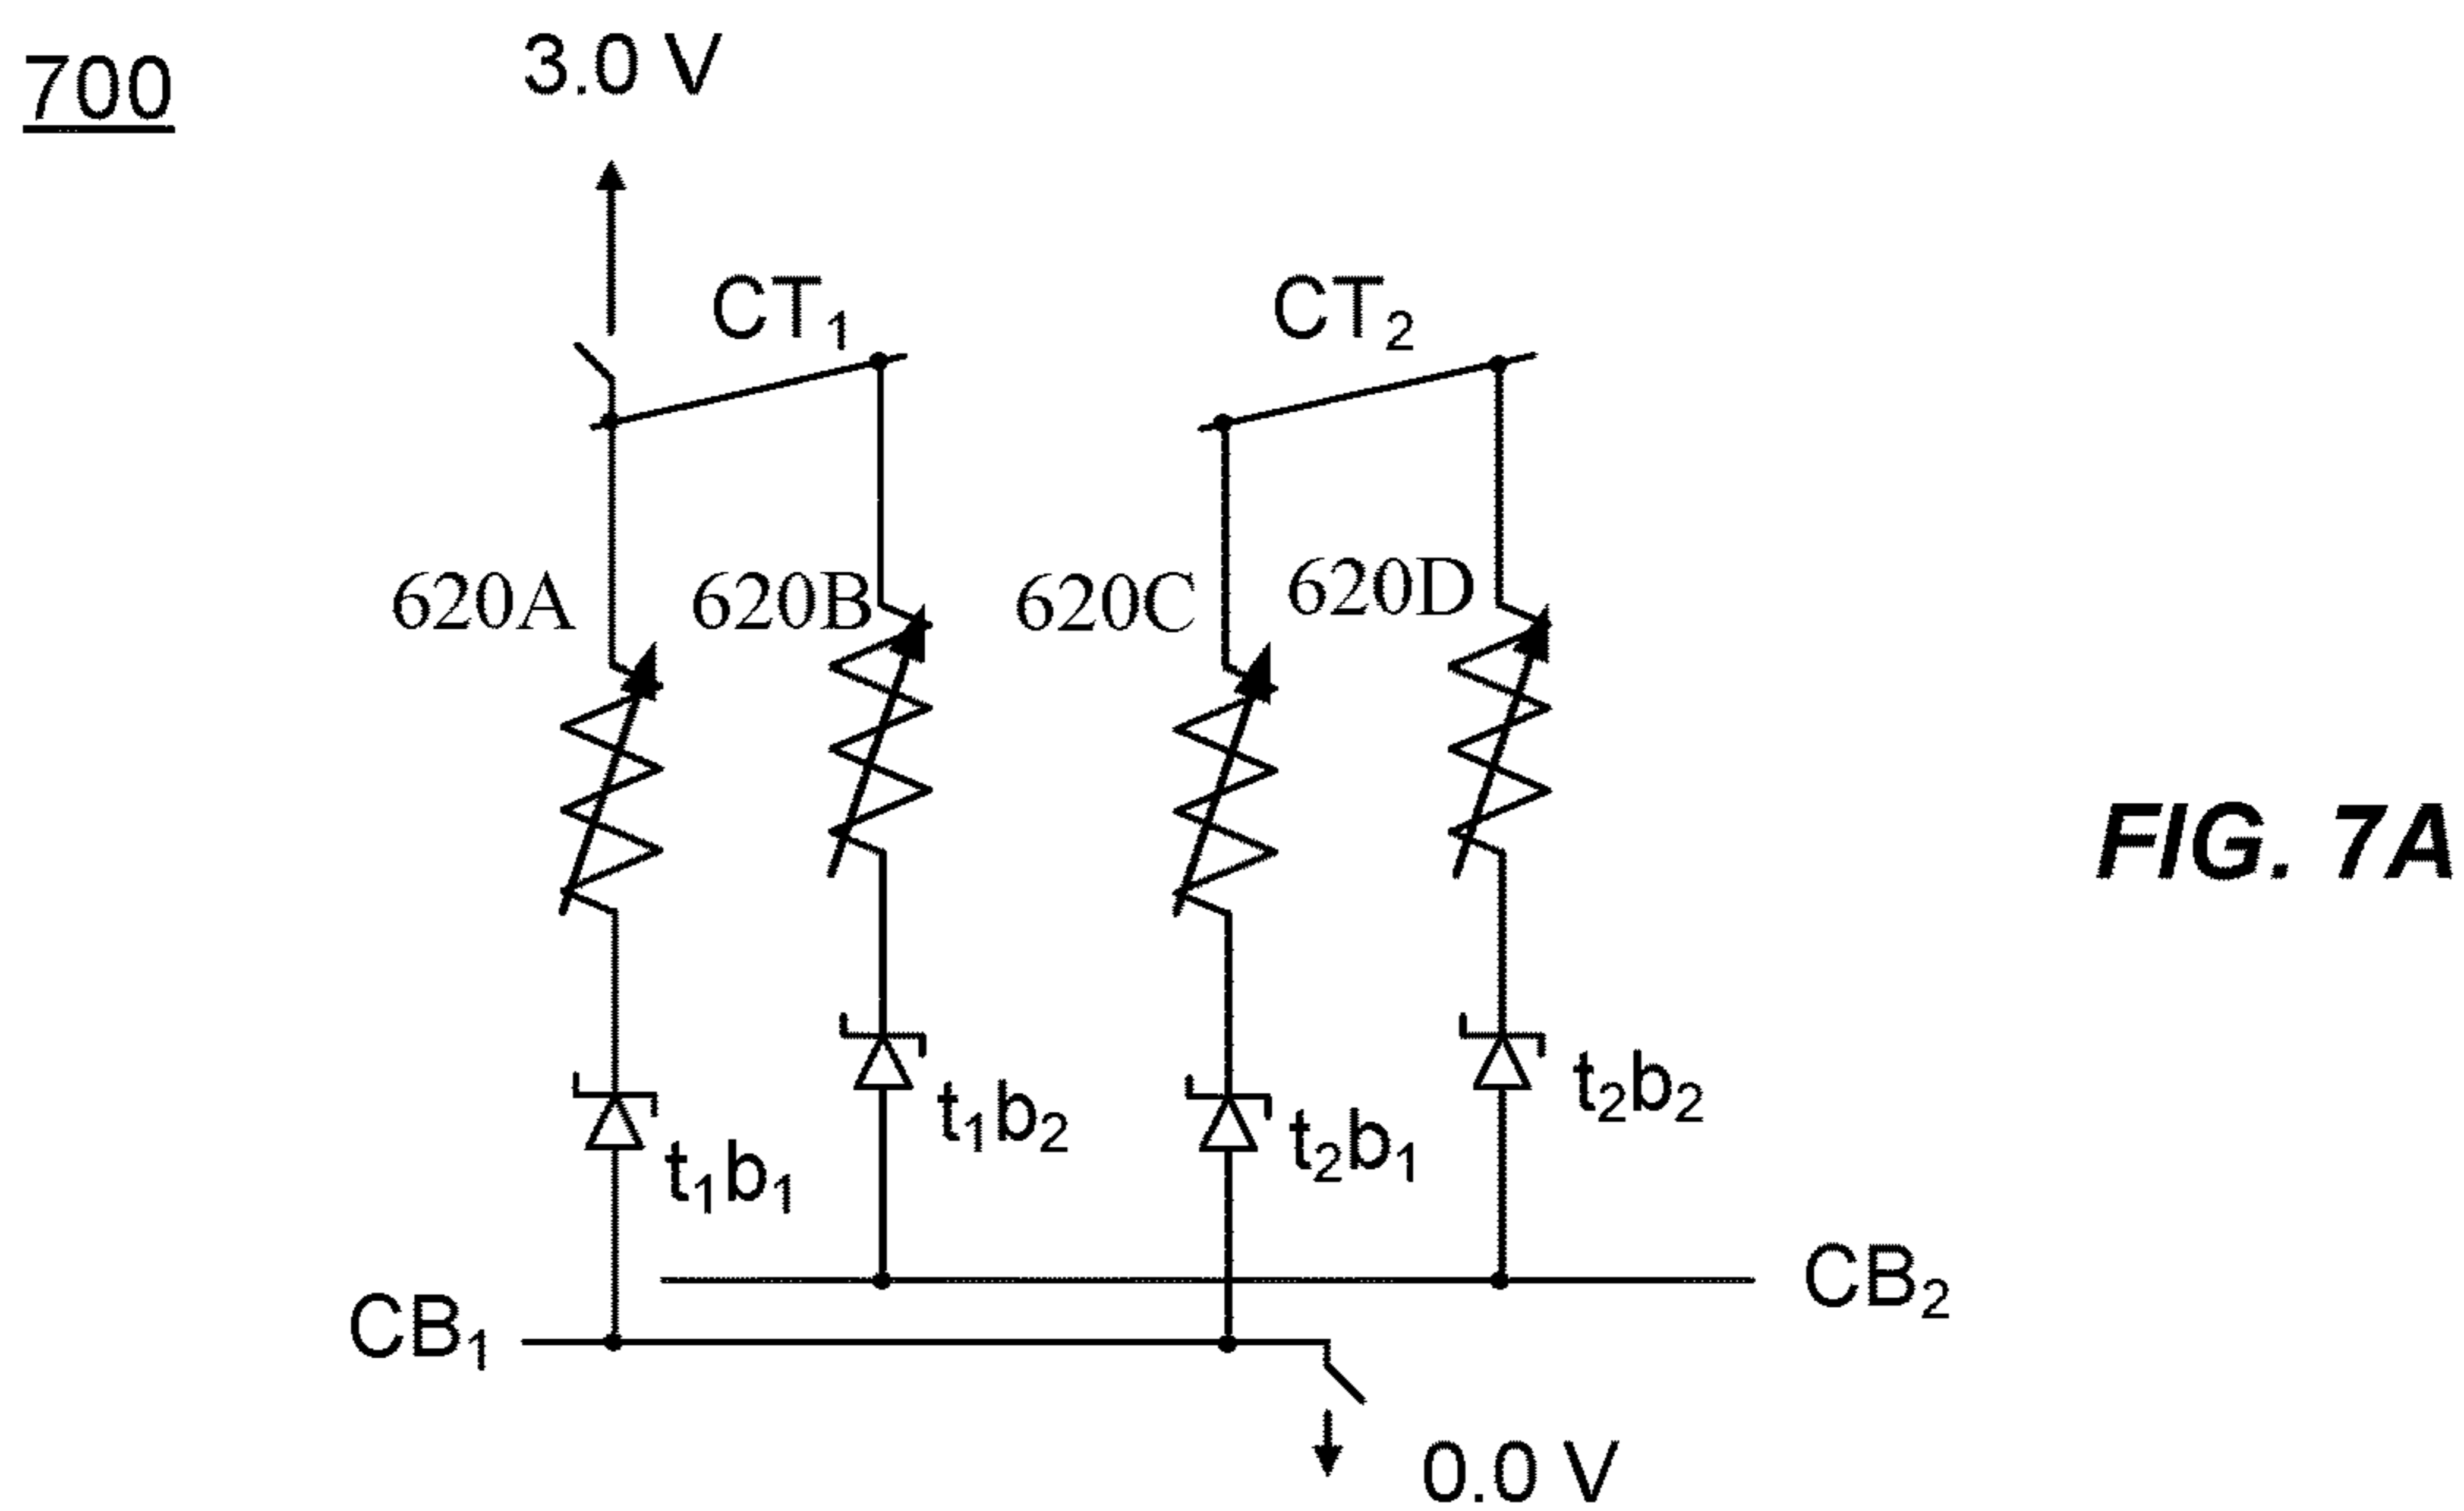 700
3.0 V
CT₁
CT₂
620A
620B
620C
620D
FIG. 7A
t₁b₁
t₁b₂
t₂b₁
t₂b₂
CB₂
CB₁
0.0 V